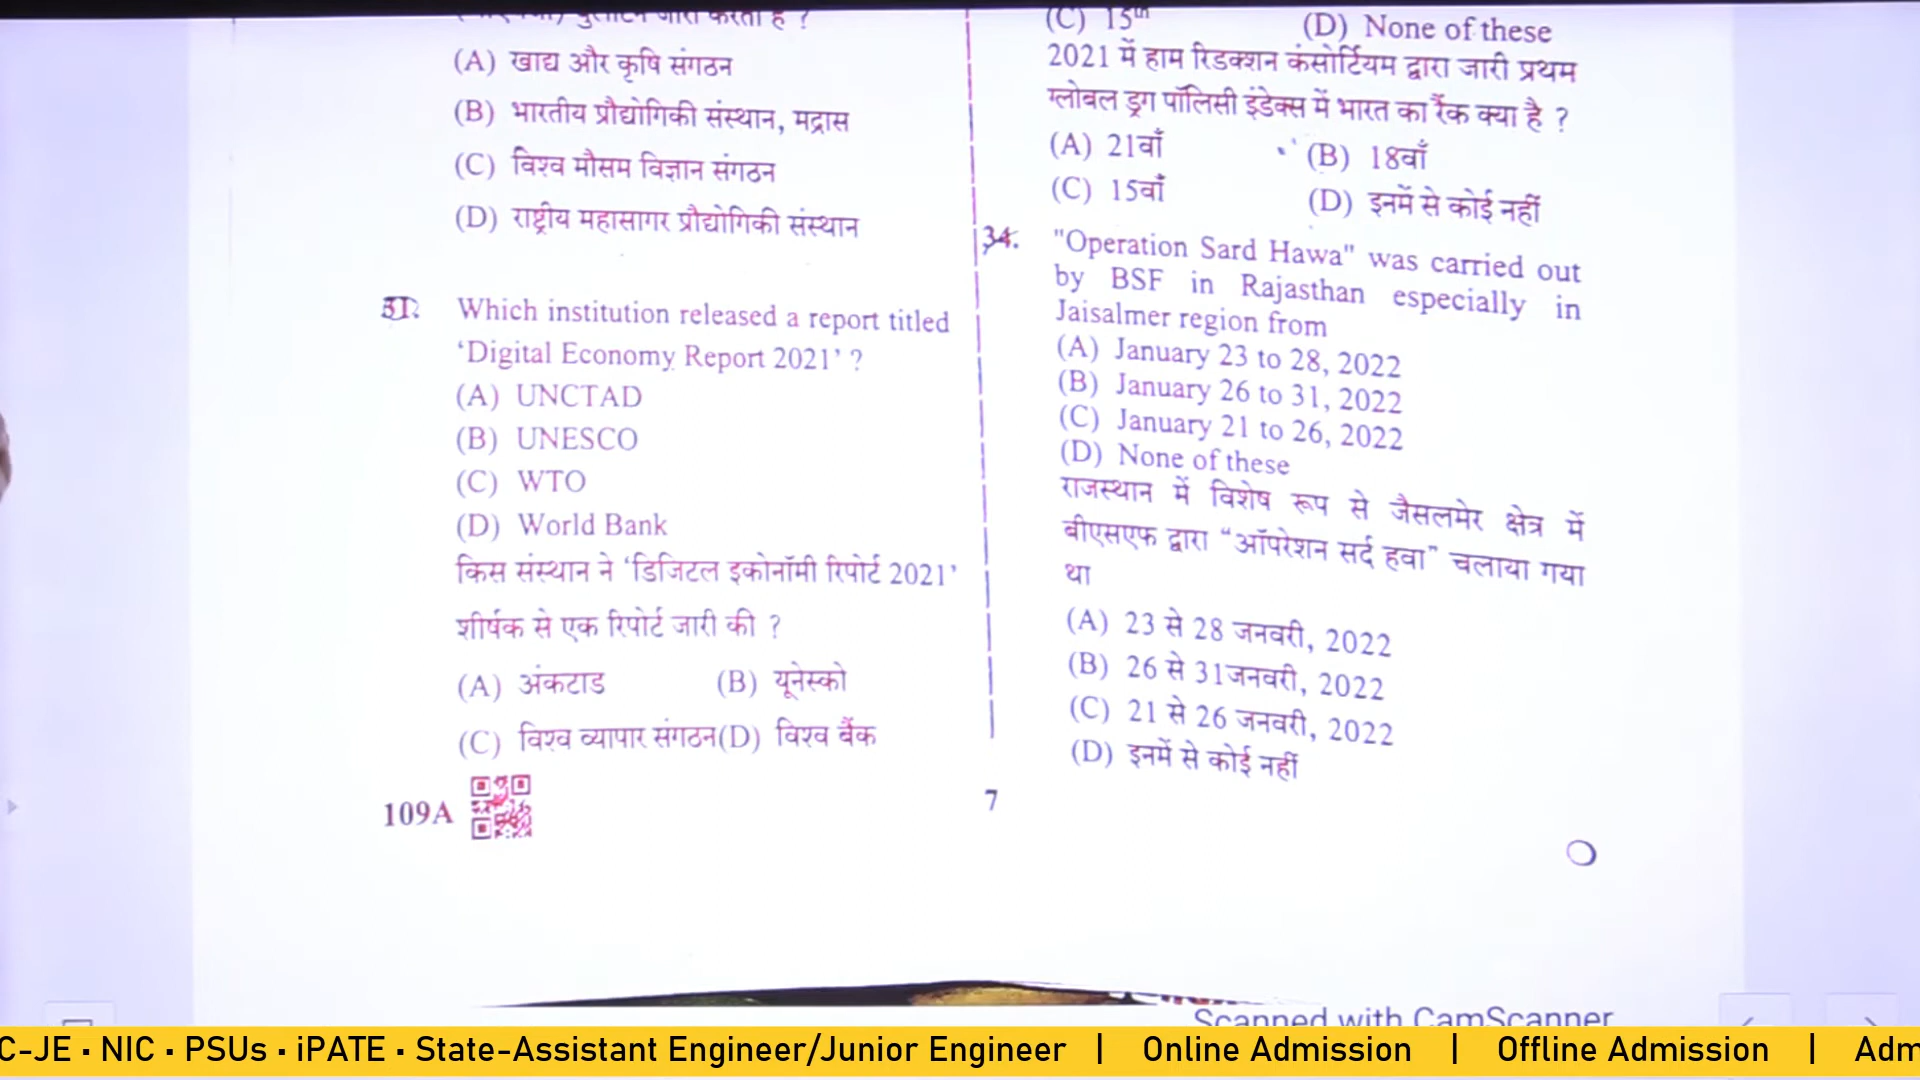 जारी करता है ?
(A) खाद्य और कृषि संगठन
(B) भारतीय प्रौद्योगिकी संस्थान, मद्रास
(C) विश्व मौसम विज्ञान संगठन
(D) राष्ट्रीय महासागर प्रौद्योगिकी संस्थान
31. Which institution released a report titled
‘Digital Economy Report 2021’ ?
(A) UNCTAD
(B) UNESCO
(C) WTO
(D) World Bank
किस संस्थान ने ‘डिजिटल इकोनॉमी रिपोर्ट 2021’
शीर्षक से एक रिपोर्ट जारी की ?
(A) अंकटाड (B) यूनेस्को
(C) विश्व व्यापार संगठन(D) विश्व बैंक
(C) 15th (D) None of these
2021 में हाम रिडक्शन कंसोर्टियम द्वारा जारी प्रथम
ग्लोबल ड्रग पॉलिसी इंडेक्स में भारत का रैंक क्या है ?
(A) 21वाँ (B) 18वाँ
(C) 15वाँ (D) इनमें से कोई नहीं
34. "Operation Sard Hawa" was carried out
by BSF in Rajasthan especially in
Jaisalmer region from
(A) January 23 to 28, 2022
(B) January 26 to 31, 2022
(C) January 21 to 26, 2022
(D) None of these
राजस्थान में विशेष रूप से जैसलमेर क्षेत्र में
बीएसएफ द्वारा “ऑपरेशन सर्द हवा” चलाया गया
था
(A) 23 से 28 जनवरी, 2022
(B) 26 से 31जनवरी, 2022
(C) 21 से 26 जनवरी, 2022
(D) इनमें से कोई नहीं
109A 7
Scanned with CamScanner
C-JE • NIC • PSUs • iPATE • State-Assistant Engineer/Junior Engineer | Online Admission | Offline Admission | Adm